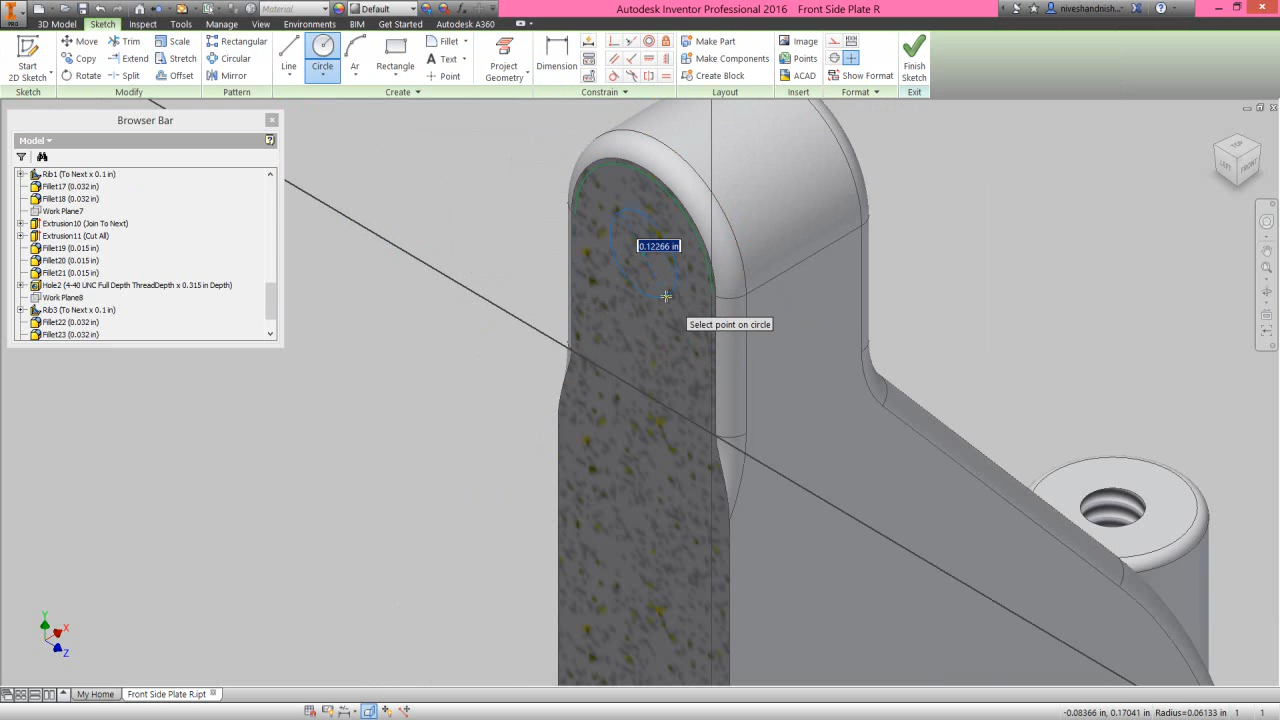 Material
Default
Autodesk Inventor Professional 2016 Front Side Plate R
niveshandnish...
PRO
3D Model Sketch Inspect Tools Manage View Environments BIM Get Started Autodesk A360
Start
2D Sketch
Move Trim Scale
Copy Extend Stretch
Rotate Split Offset
Rectangular
Circular
Mirror
Line Circle Arc Rectangle
Fillet
Text
Point
Project
Geometry
Dimension
Make Part
Make Components
Create Block
Image
Points
ACAD
Show Format
Finish
Sketch
Sketch Modify Pattern Create Constrain Layout Insert Format Exit
Browser Bar
Model
Rib1 (To Next x 0.1 in)
Fillet17 (0.032 in)
Fillet18 (0.032 in)
Work Plane7
Extrusion10 (Join To Next)
Extrusion11 (Cut All)
Fillet19 (0.015 in)
Fillet20 (0.015 in)
Fillet21 (0.015 in)
Hole2 (4-40 UNC Full Depth ThreadDepth x 0.315 in Depth)
Work Plane8
Rib3 (To Next x 0.1 in)
Fillet22 (0.032 in)
Fillet23 (0.032 in)
0.12266 in
Select point on circle
TOP
LEFT
FRONT
Y
X
Z
My Home Front Side Plate R.ipt
-0.08366 in, 0.17041 in Radius=0.06133 in 1 1